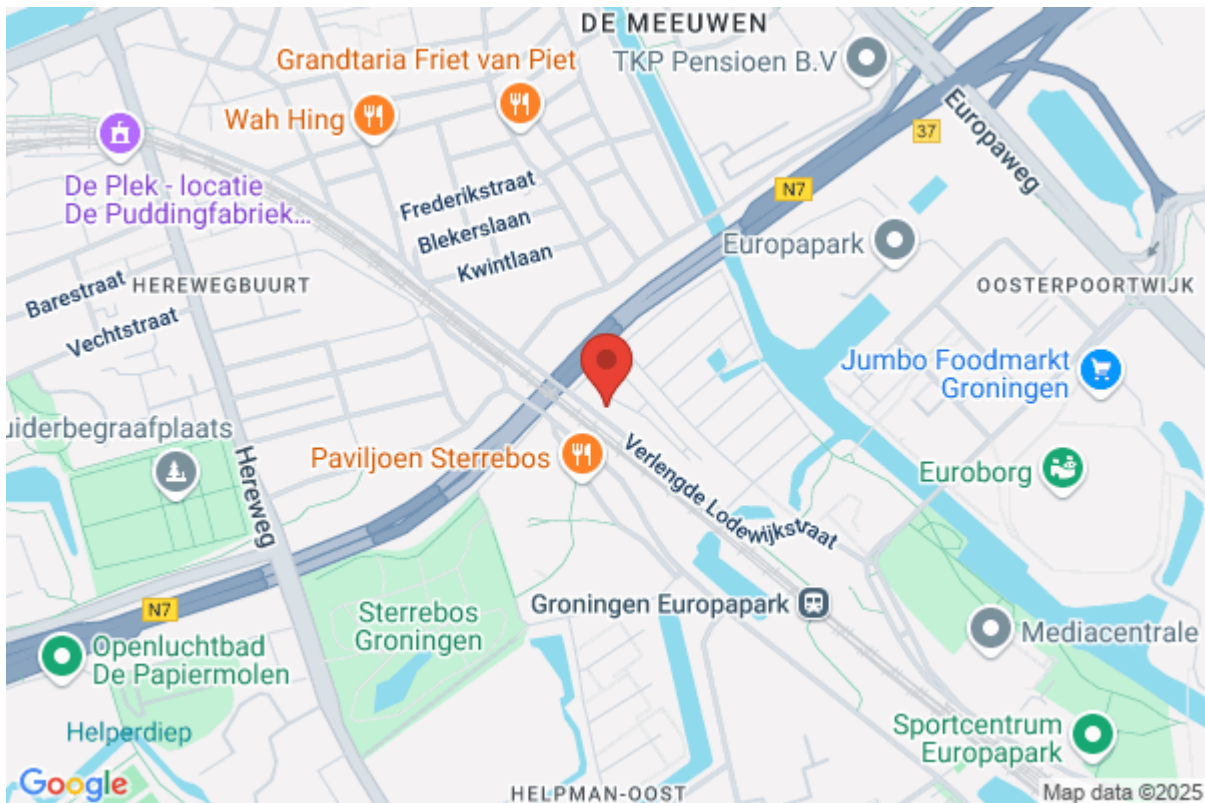 DE MEEUWEN
Grandtaria Friet van Piet
TKP Pensioen B.V
Wah Hing
37
Europaweg
De Plek - locatie
De Puddingfabriek...
Frederikstraat
N7
Blekerslaan
Europapark
Kwintlaan
Barestraat
HEREWEGBUURT
OOSTERPOORTWIJK
Vechtstraat
Jumbo Foodmarkt
Groningen
uiderbegraafplaats
Hereweg
Paviljoen Sterrebos
Verlengde Lodewijkstraat
Euroborg
N7
Sterrebos
Groningen
Groningen Europapark
Mediacentrale
Openluchtbad
De Papiermolen
Helperdiep
Sportcentrum
Europapark
Google
HELPMAN-OOST
Map data ©2025